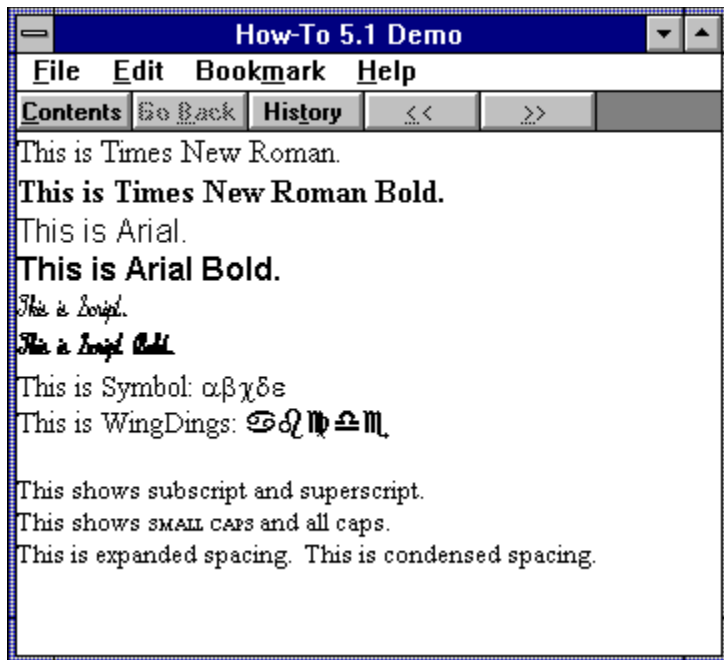 How-To 5.1 Demo
File Edit Bookmark Help
Contents Go Back History << >>
This is Times New Roman.
This is Times New Roman Bold.
This is Arial.
This is Arial Bold.
This is Script.
This is Script Bold.
This is Symbol: αβχδε
This is WingDings: ♋♌♍♎♏
This shows subscript and superscript.
This shows SMALL CAPS and all caps.
This is expanded spacing. This is condensed spacing.